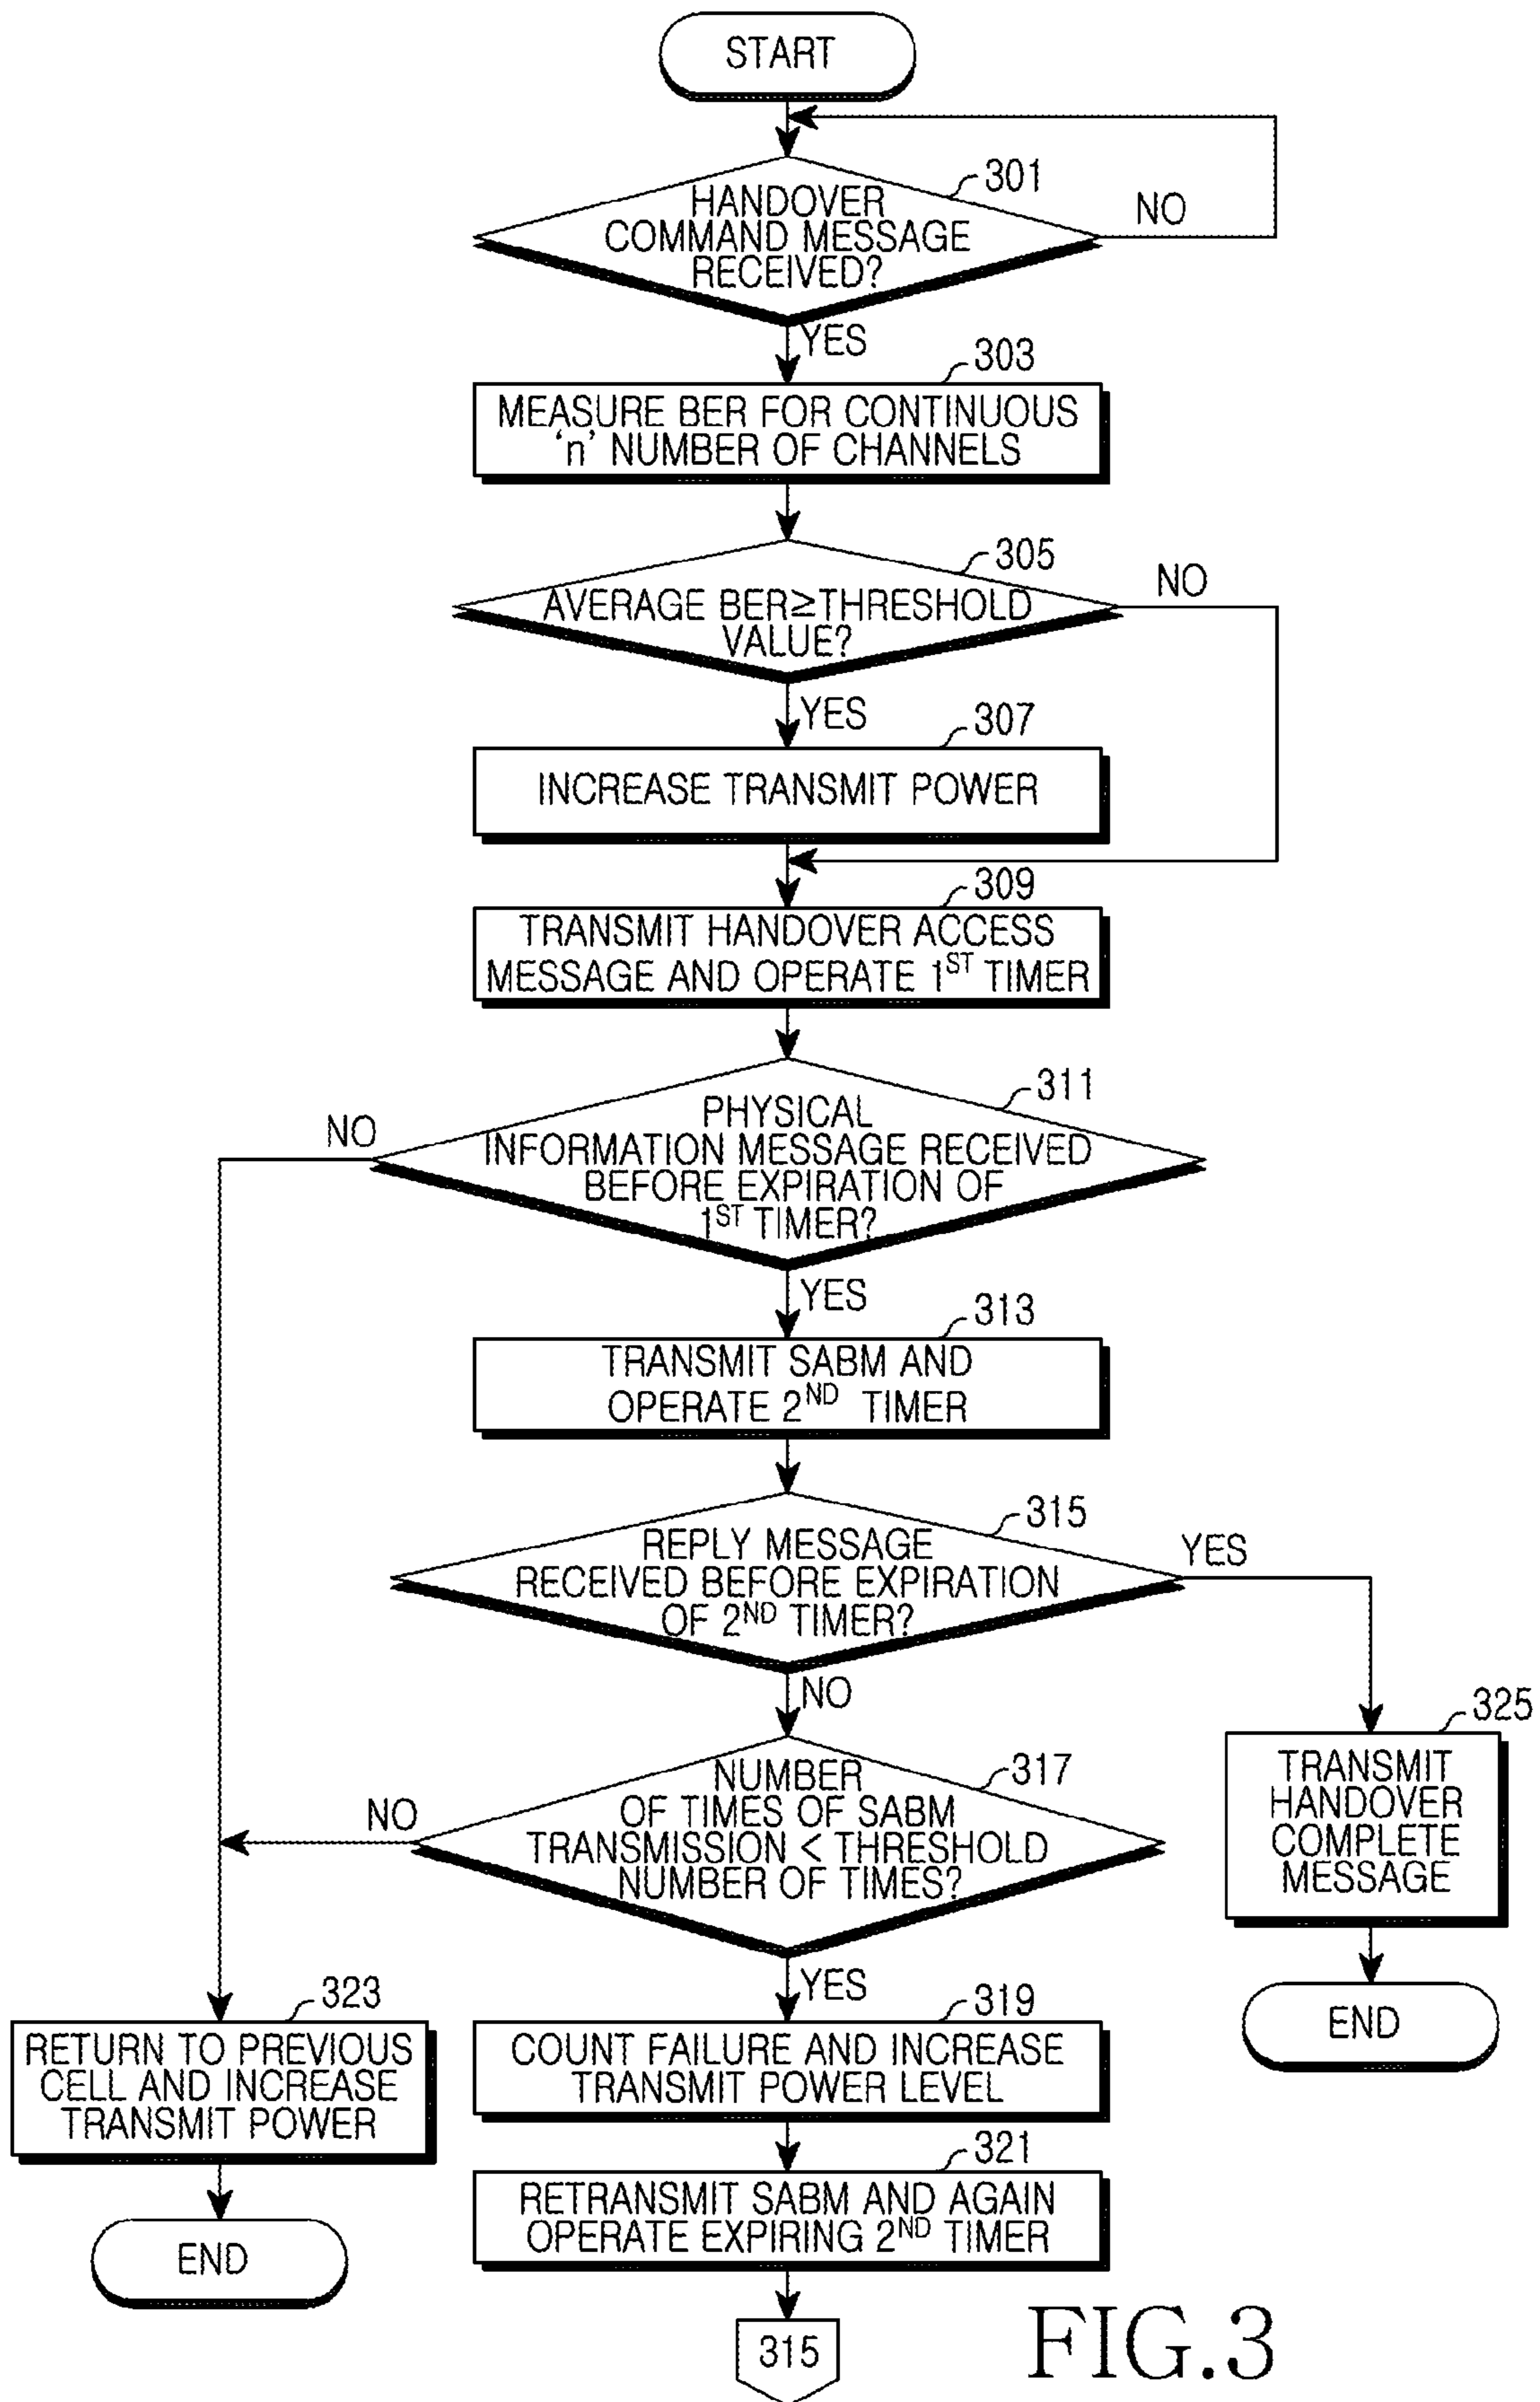 START
301
HANDOVER
COMMAND MESSAGE
RECEIVED?
NO
YES
303
MEASURE BER FOR CONTINUOUS
‘n’ NUMBER OF CHANNELS
305
AVERAGE BER≥THRESHOLD
VALUE?
NO
YES
307
INCREASE TRANSMIT POWER
309
TRANSMIT HANDOVER ACCESS
MESSAGE AND OPERATE 1ST TIMER
311
PHYSICAL
INFORMATION MESSAGE RECEIVED
BEFORE EXPIRATION OF
1ST TIMER?
NO
YES
313
TRANSMIT SABM AND
OPERATE 2ND TIMER
315
REPLY MESSAGE
RECEIVED BEFORE EXPIRATION
OF 2ND TIMER?
YES
NO
325
TRANSMIT
HANDOVER
COMPLETE
MESSAGE
END
317
NUMBER
OF TIMES OF SABM
TRANSMISSION < THRESHOLD
NUMBER OF TIMES?
NO
YES
323
RETURN TO PREVIOUS
CELL AND INCREASE
TRANSMIT POWER
END
319
COUNT FAILURE AND INCREASE
TRANSMIT POWER LEVEL
321
RETRANSMIT SABM AND AGAIN
OPERATE EXPIRING 2ND TIMER
315
FIG.3